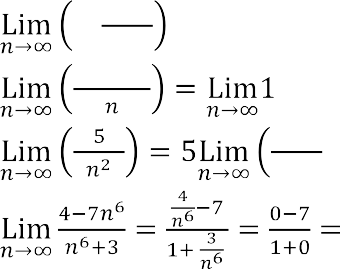 Lim n→∞ ( — )
Lim n→∞ ( — / n ) = Lim n→∞ 1
Lim n→∞ ( 5 / n² ) = 5 Lim n→∞ ( —
Lim n→∞ (4−7n⁶)/(n⁶+3) = (4/n⁶ −7)/(1+ 3/n⁶) = (0−7)/(1+0) =